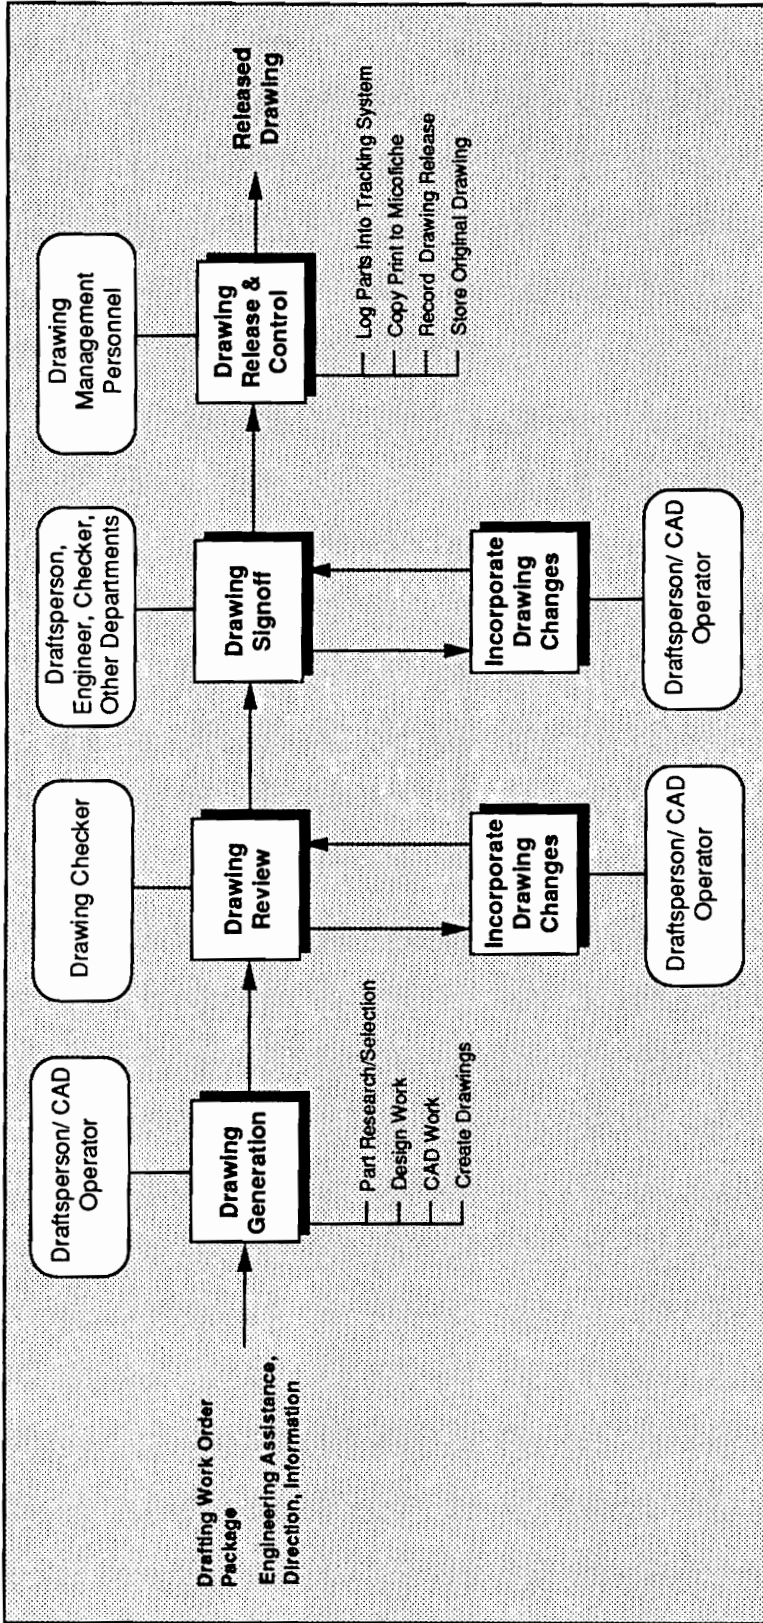 Draftsperson/ CAD
Operator
Drawing Checker
Draftsperson,
Engineer, Checker,
Other Departments
Drawing
Management
Personnel
Drafting Work Order
Package
Engineering Assistance,
Direction, Information
Drawing
Generation
Drawing
Review
Drawing
Signoff
Drawing
Release &
Control
Released
Drawing
Part Research/Selection
Design Work
CAD Work
Create Drawings
Log Parts Into Tracking System
Copy Print to Micofiche
Record Drawing Release
Store Original Drawing
Incorporate
Drawing
Changes
Incorporate
Drawing
Changes
Draftsperson/ CAD
Operator
Draftsperson/ CAD
Operator